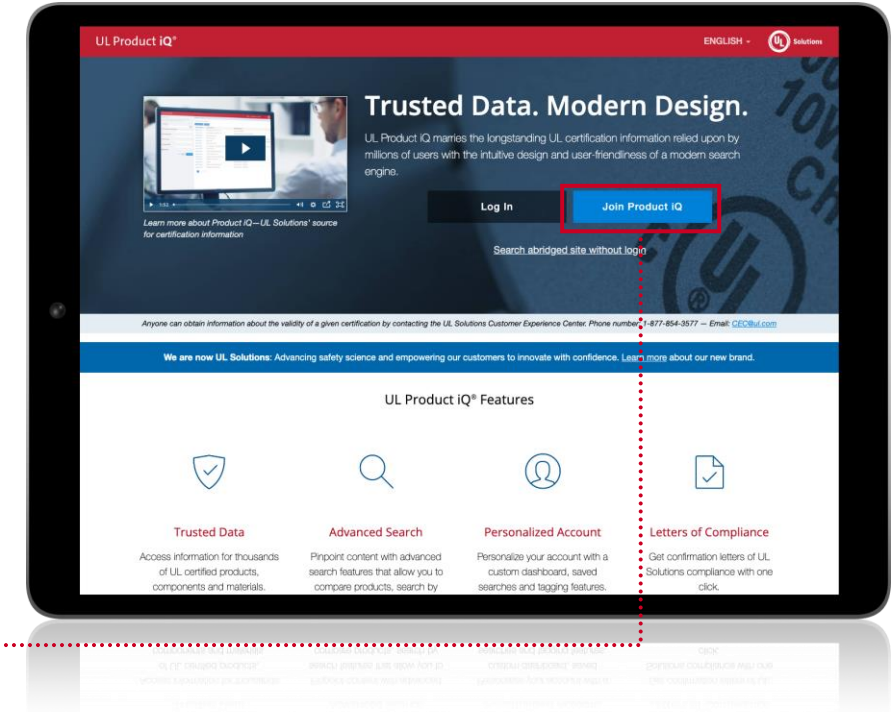 UL Product iQ®
ENGLISH
UL Solutions
Trusted Data. Modern Design.
UL Product iQ marries the longstanding UL certification information relied upon by
millions of users with the intuitive design and user-friendliness of a modern search
engine.
1:02
Learn more about Product iQ—UL Solutions' source
for certification information
Log In
Join Product iQ
Search abridged site without login
10W
UL
®
Anyone can obtain information about the validity of a given certification by contacting the UL Solutions Customer Experience Center. Phone number: 1-877-854-3577 — Email: CEC@ul.com
We are now UL Solutions: Advancing safety science and empowering our customers to innovate with confidence. Learn more about our new brand.
UL Product iQ® Features
Trusted Data
Advanced Search
Personalized Account
Letters of Compliance
Access information for thousands
of UL certified products,
components and materials.
Pinpoint content with advanced
search features that allow you to
compare products, search by
Personalize your account with a
custom dashboard, saved
searches and tagging features.
Get confirmation letters of UL
Solutions compliance with one
click.